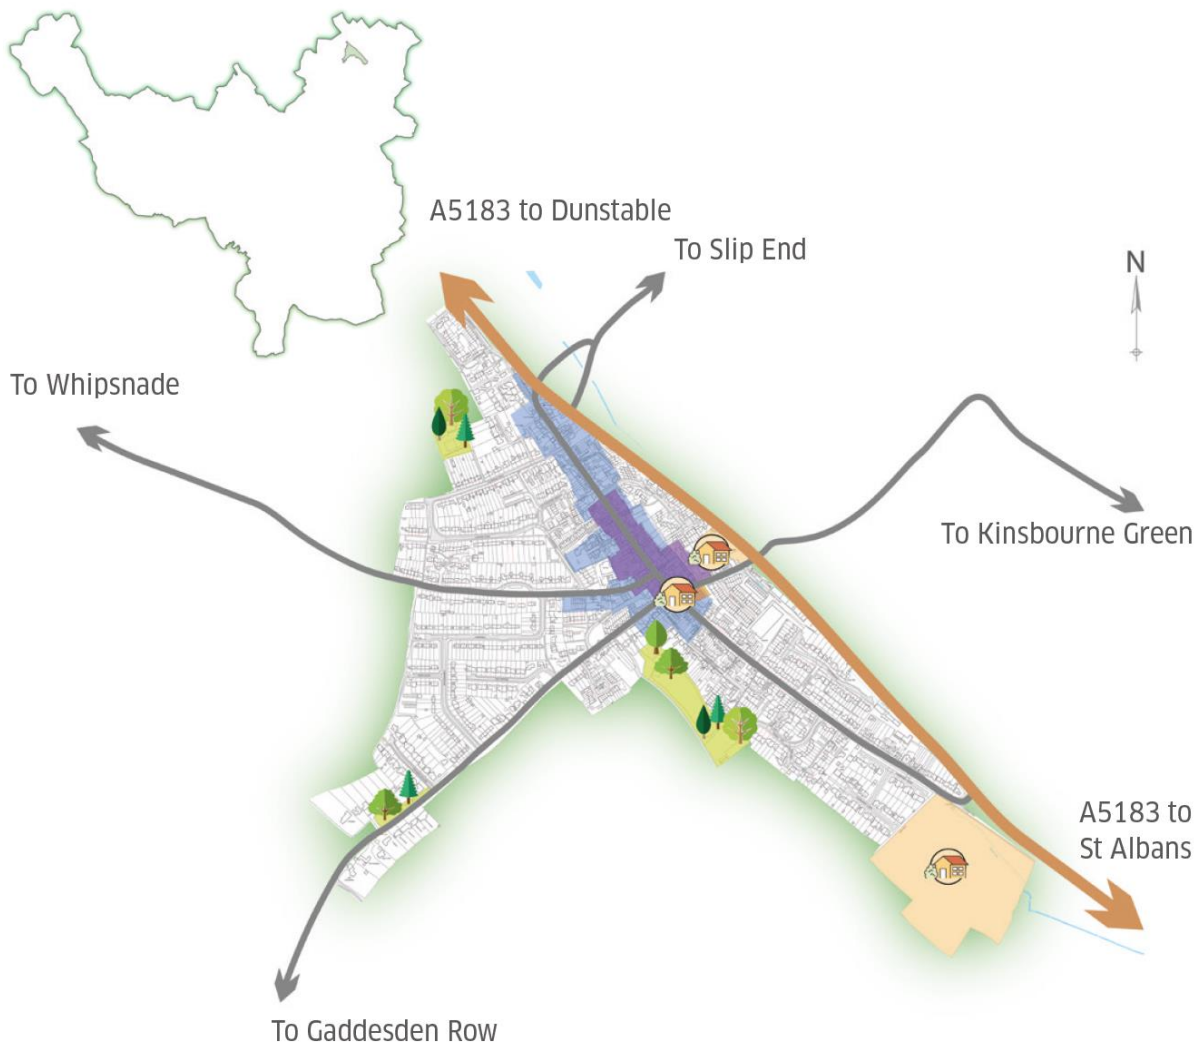 A5183 to Dunstable
To Slip End
N
To Whipsnade
To Kinsbourne Green
A5183 to
St Albans
To Gaddesden Row